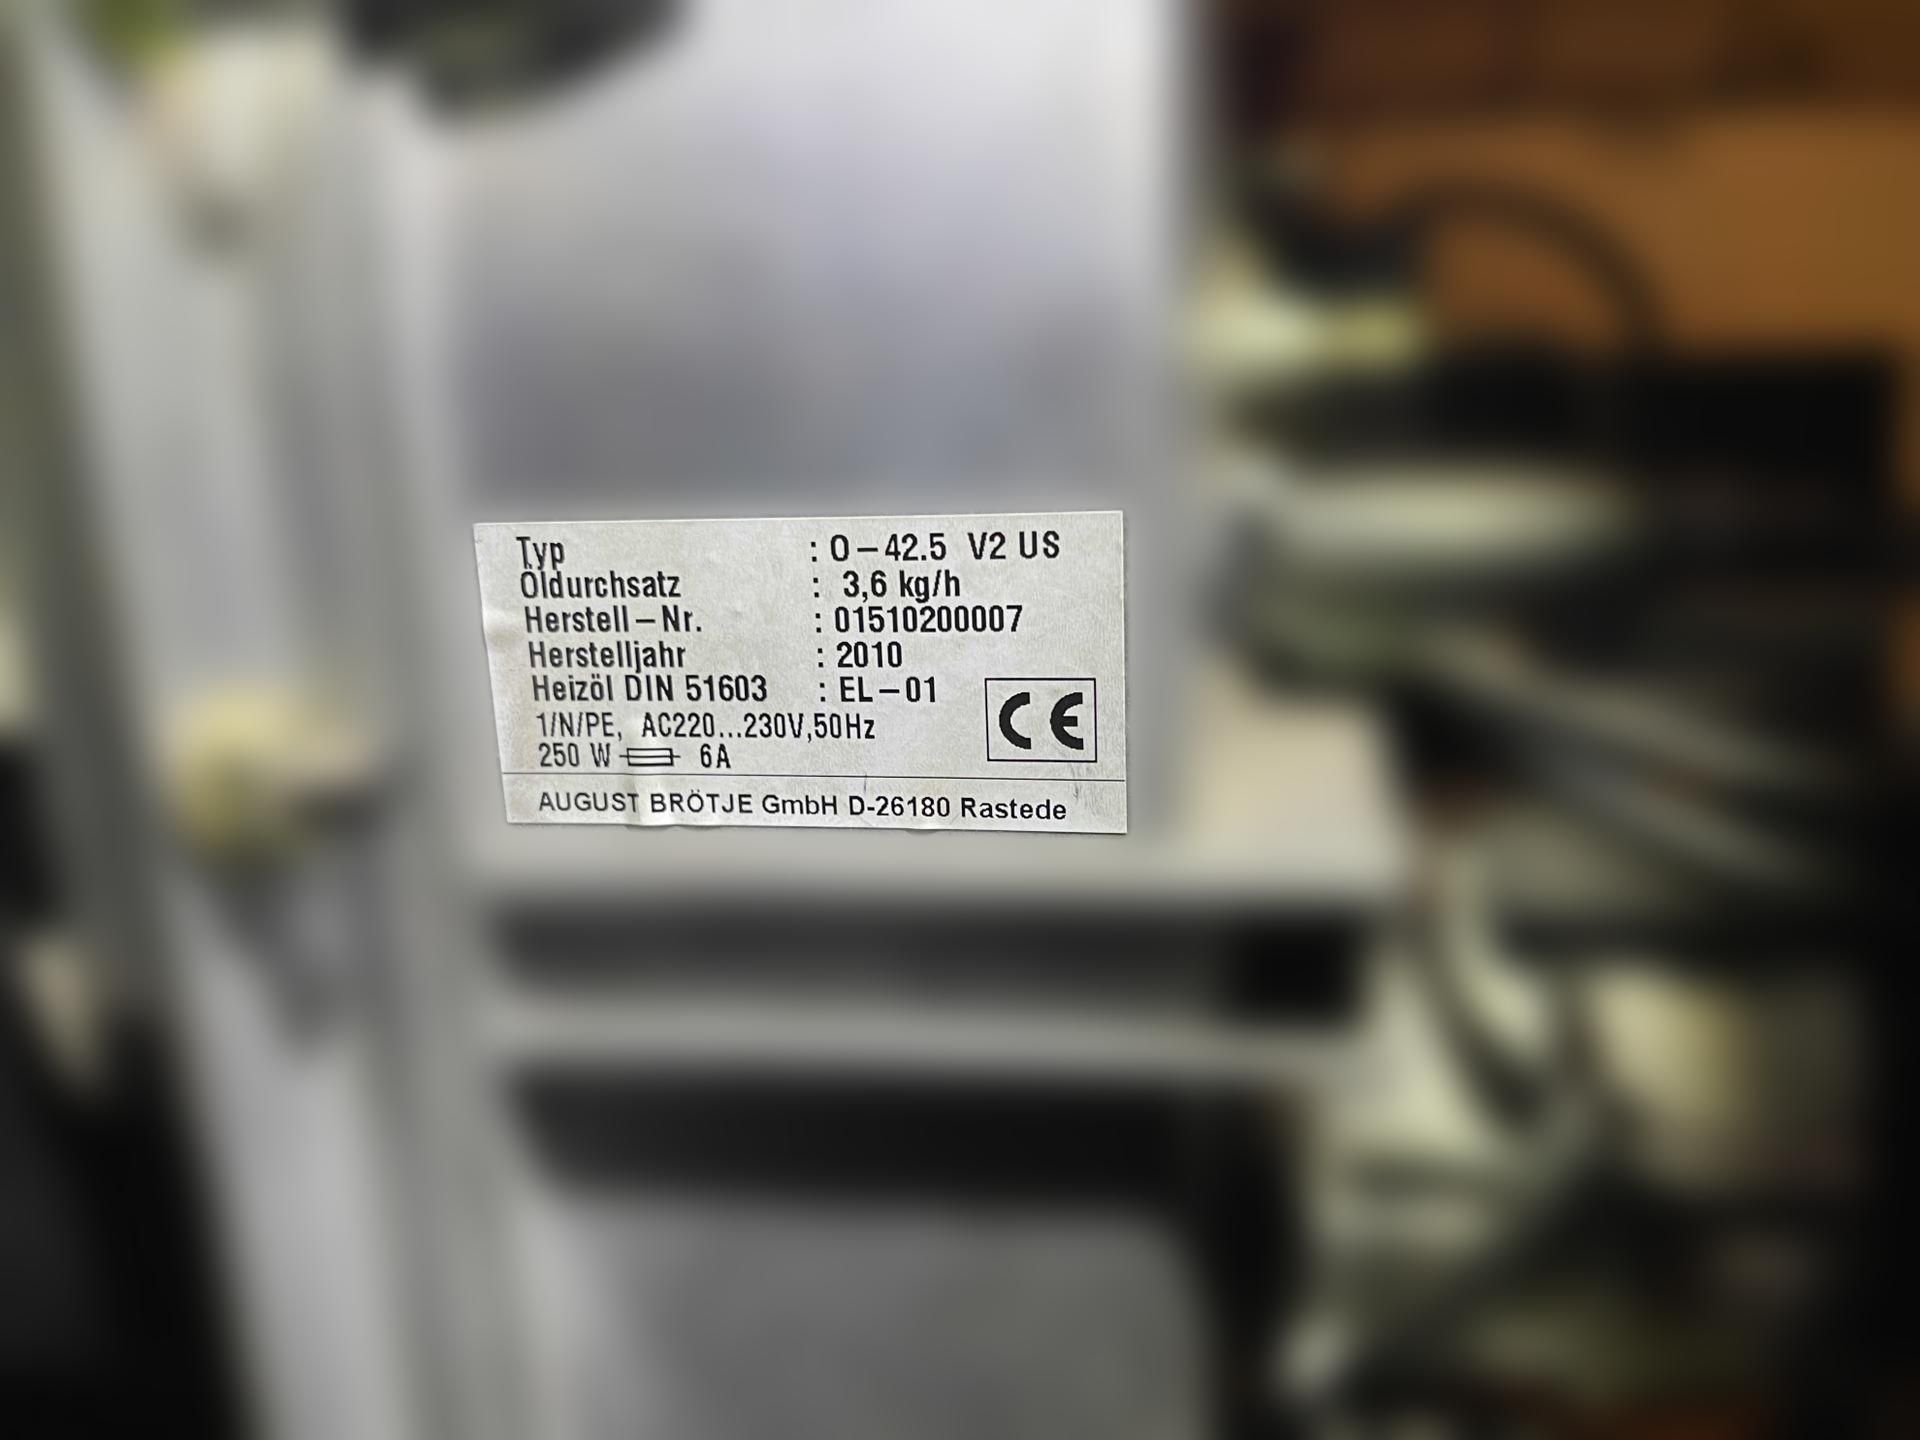 Typ : O-42.5 V2 US
Öldurchsatz : 3,6 kg/h
Herstell-Nr. : 01510200007
Herstelljahr : 2010
Heizöl DIN 51603 : EL-01
1/N/PE, AC220...230V,50Hz
250 W 6A
CE
AUGUST BRÖTJE GmbH D-26180 Rastede